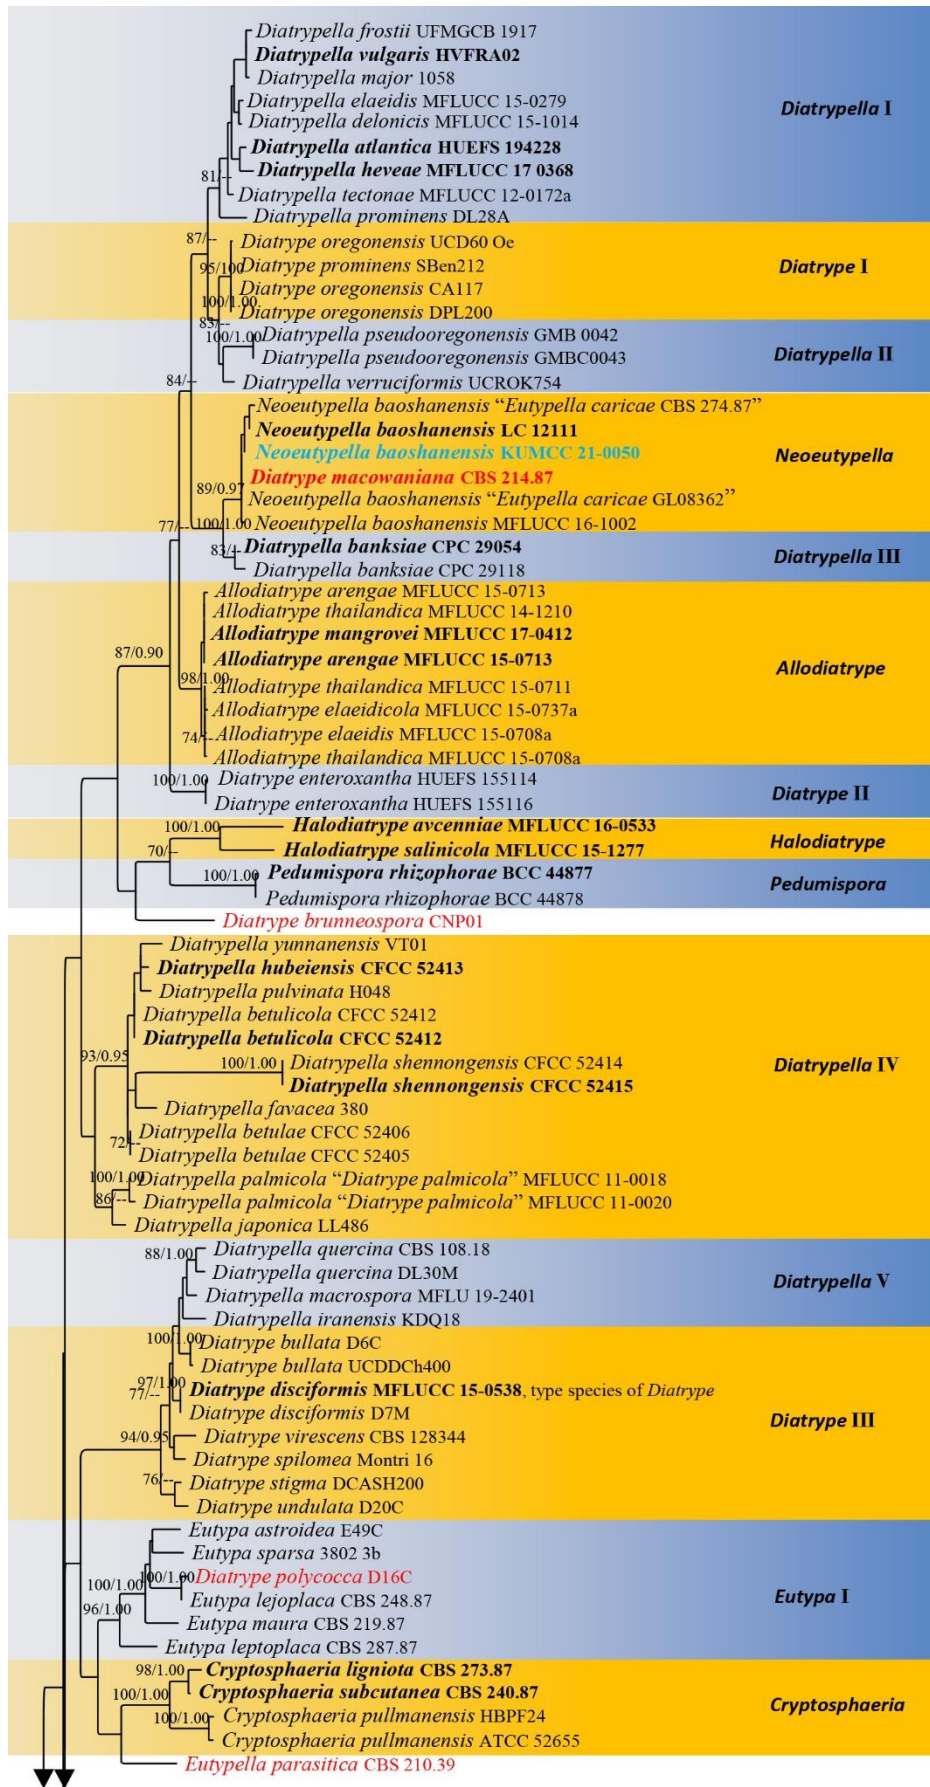 Diatrypella frostii UFMGCB 1917
Diatrypella vulgaris HVFRA02
Diatrypella major 1058
Diatrypella elaeidis MFLUCC 15-0279
Diatrypella I
Diatrypella delonicis MFLUCC 15-1014
Diatrypella atlantica HUEFS 194228
Diatrypella heveae MFLUCC 17 0368
81/--
Diatrypella tectonae MFLUCC 12-0172a
Diatrypella prominens DL28A
87/--
Diatrype oregonensis UCD60 Oe
95/100
Diatrype prominens SBen212
Diatrype I
Diatrype oregonensis CA117
100/1.00
Diatrype oregonensis DPL200
83/--
100/1.00
Diatrypella pseudooregonensis GMB 0042
Diatrypella pseudooregonensis GMBC0043
Diatrypella II
84/--
Diatrypella verruciformis UCROK754
Neoeutypella baoshanensis “Eutypella caricae CBS 274.87”
Neoeutypella baoshanensis LC 12111
Neoeutypella baoshanensis KUMCC 21-0050
Neoeutypella
Diatrype macowaniana CBS 214.87
89/0.97
Neoeutypella baoshanensis “Eutypella caricae GL08362”
77/--
100/1.00
Neoeutypella baoshanensis MFLUCC 16-1002
83/--
Diatrypella banksiae CPC 29054
Diatrypella III
Diatrypella banksiae CPC 29118
Allodiatrype arengae MFLUCC 15-0713
Allodiatrype thailandica MFLUCC 14-1210
Allodiatrype mangrovei MFLUCC 17-0412
87/0.90
Allodiatrype arengae MFLUCC 15-0713
Allodiatrype
98/1.00
Allodiatrype thailandica MFLUCC 15-0711
Allodiatrype elaeidicola MFLUCC 15-0737a
74/--
Allodiatrype elaeidis MFLUCC 15-0708a
Allodiatrype thailandica MFLUCC 15-0708a
100/1.00
Diatrype enteroxantha HUEFS 155114
Diatrype II
Diatrype enteroxantha HUEFS 155116
100/1.00
Halodiatrype avcenniae MFLUCC 16-0533
Halodiatrype
70/--
Halodiatrype salinicola MFLUCC 15-1277
100/1.00
Pedumispora rhizophorae BCC 44877
Pedumispora
Pedumispora rhizophorae BCC 44878
Diatrype brunneospora CNP01
Diatrypella yunnanensis VT01
Diatrypella hubeiensis CFCC 52413
Diatrypella pulvinata H048
Diatrypella betulicola CFCC 52412
Diatrypella betulicola CFCC 52412
93/0.95
100/1.00
Diatrypella shennongensis CFCC 52414
Diatrypella IV
Diatrypella shennongensis CFCC 52415
Diatrypella favacea 380
Diatrypella betulae CFCC 52406
72/--
Diatrypella betulae CFCC 52405
100/1.00
Diatrypella palmicola “Diatrype palmicola” MFLUCC 11-0018
86/--
Diatrypella palmicola “Diatrype palmicola” MFLUCC 11-0020
Diatrypella japonica LL486
88/1.00
Diatrypella quercina CBS 108.18
Diatrypella quercina DL30M
Diatrypella V
Diatrypella macrospora MFLU 19-2401
Diatrypella iranensis KDQ18
100/1.00
Diatrype bullata D6C
Diatrype bullata UCDDCh400
97/1.00
77/--
Diatrype disciformis MFLUCC 15-0538, type species of Diatrype
Diatrype disciformis D7M
Diatrype III
94/0.95
Diatrype virescens CBS 128344
Diatrype spilomea Montri 16
76/--
Diatrype stigma DCASH200
Diatrype undulata D20C
Eutypa astroidea E49C
Eutypa sparsa 3802 3b
100/1.00
100/1.00
Diatrype polycocca D16C
Eutypa lejoplaca CBS 248.87
Eutypa I
96/1.00
Eutypa maura CBS 219.87
Eutypa leptoplaca CBS 287.87
98/1.00
Cryptosphaeria ligniota CBS 273.87
100/1.00
Cryptosphaeria subcutanea CBS 240.87
Cryptosphaeria
100/1.00
Cryptosphaeria pullmanensis HBPF24
Cryptosphaeria pullmanensis ATCC 52655
Eutypella parasitica CBS 210.39